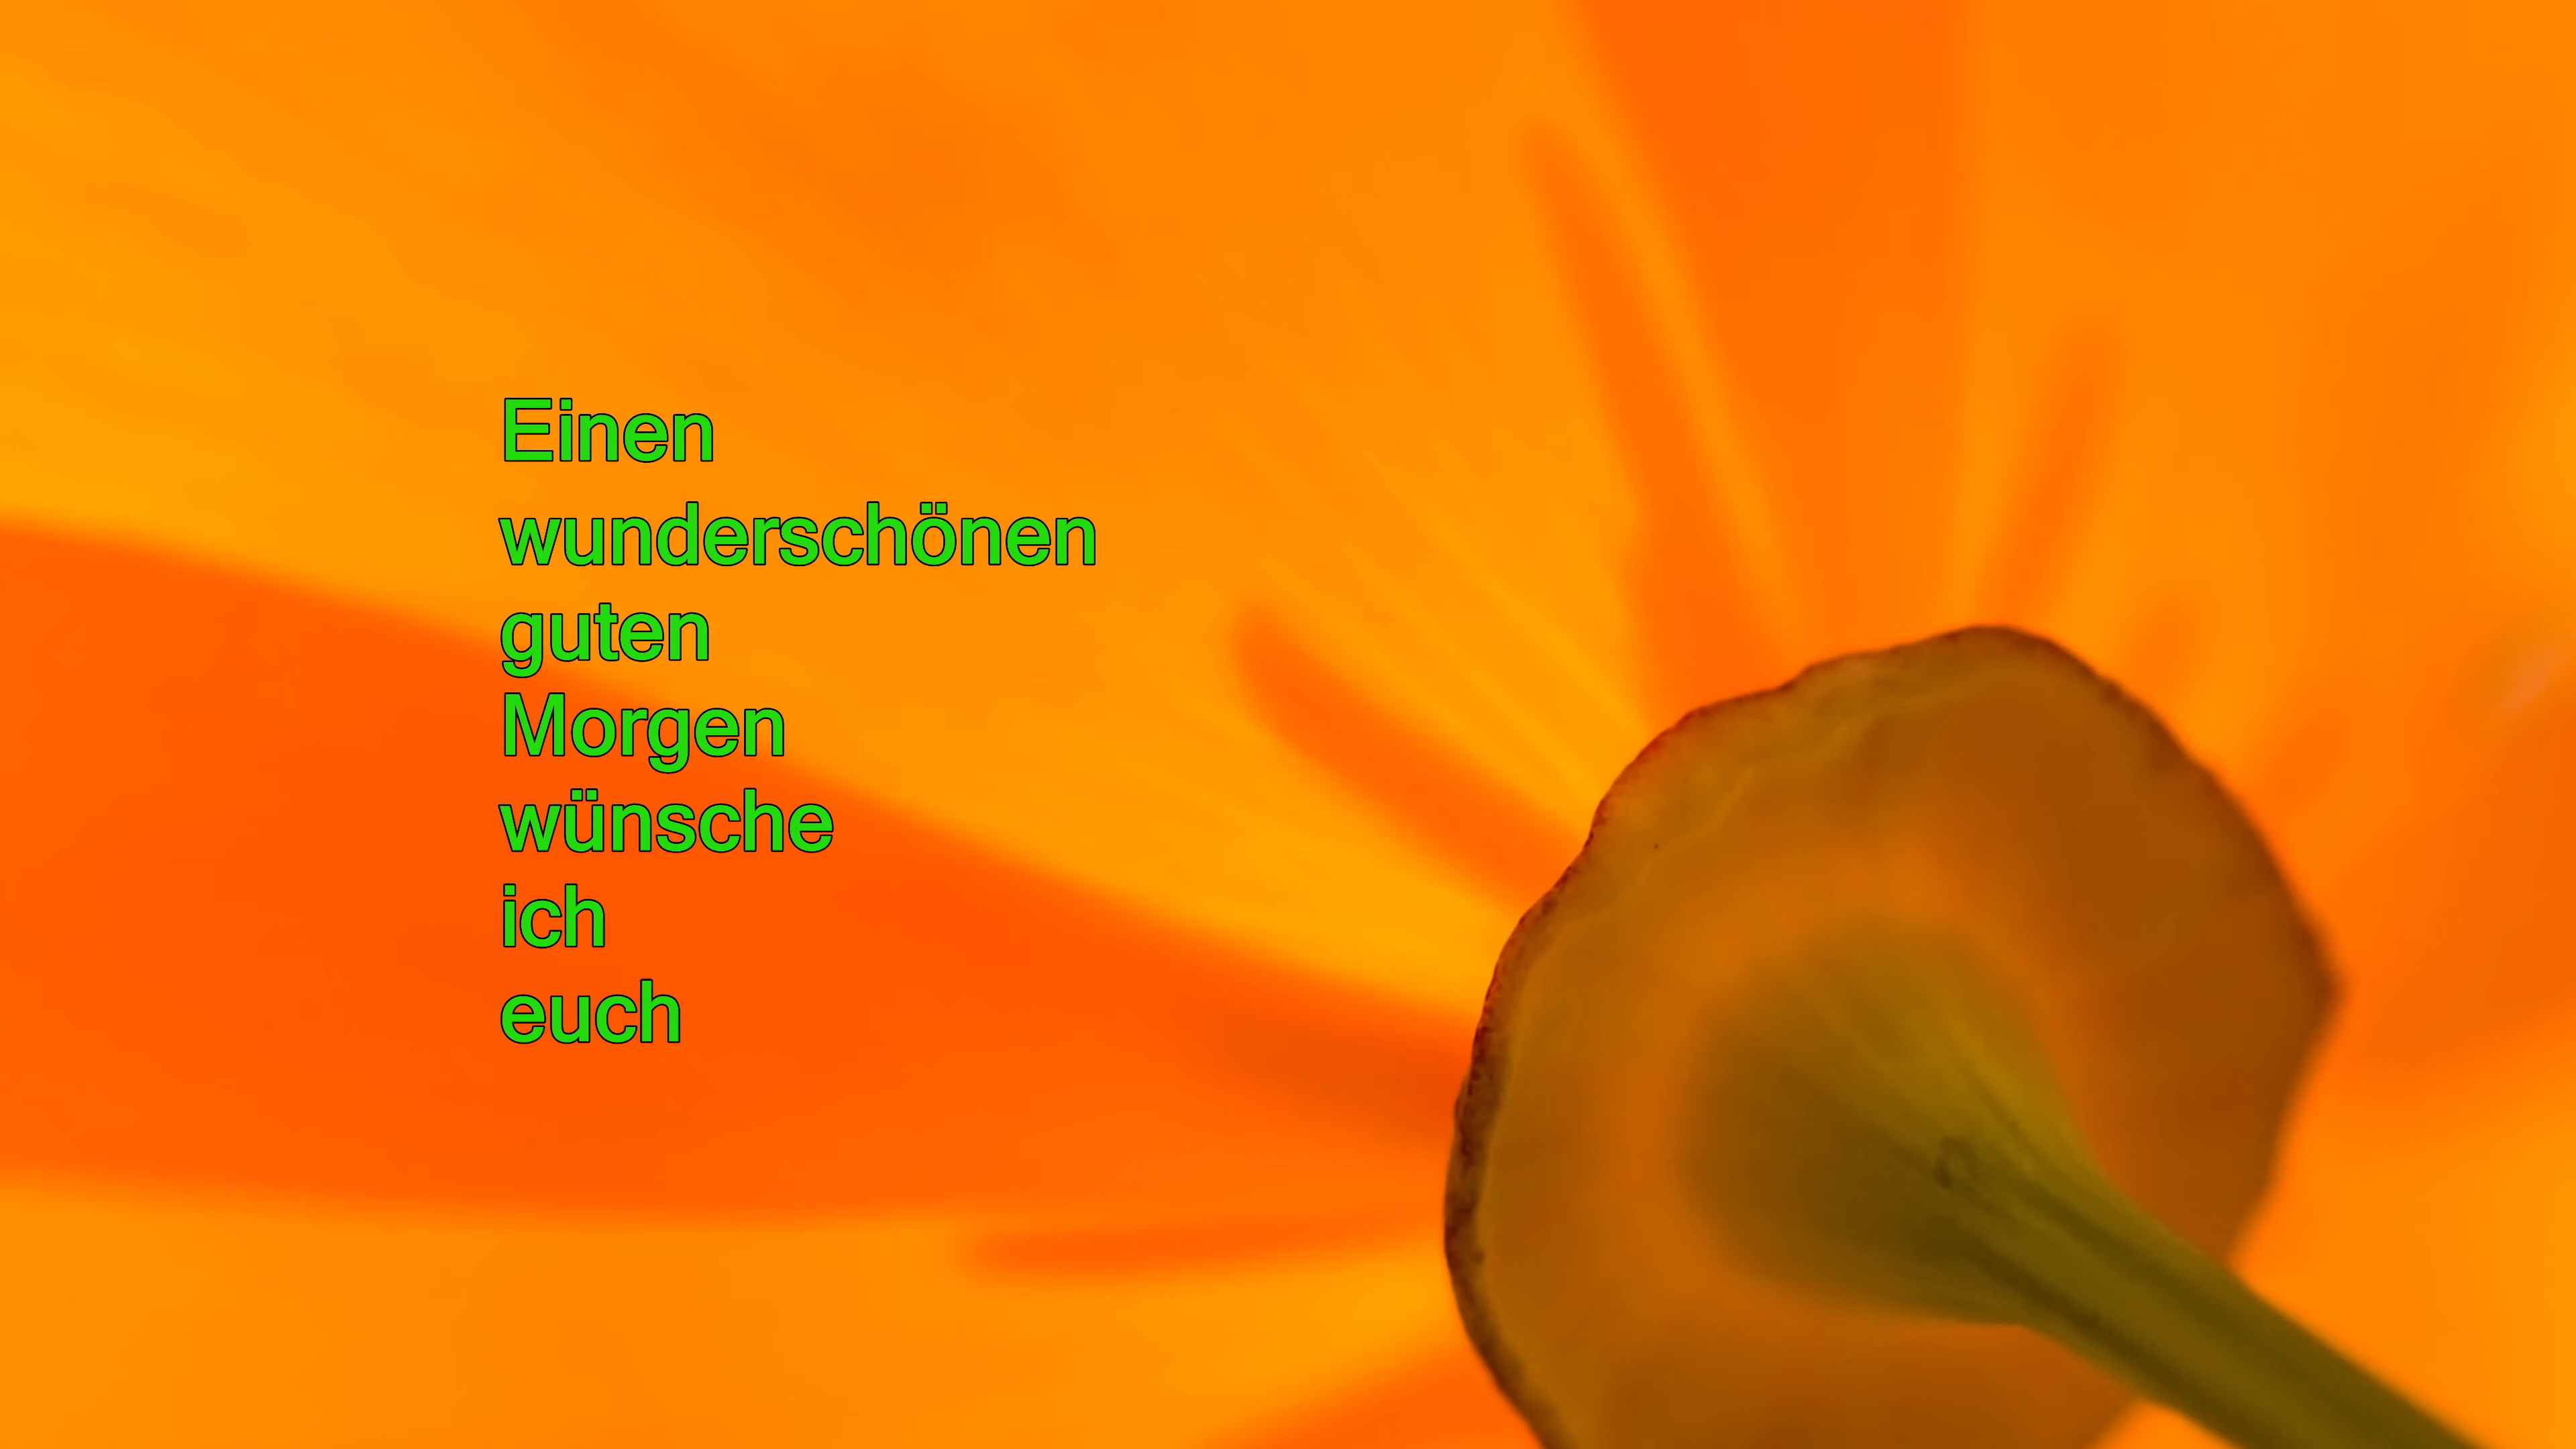 Einen
wunderschönen
guten
Morgen
wünsche
ich
euch